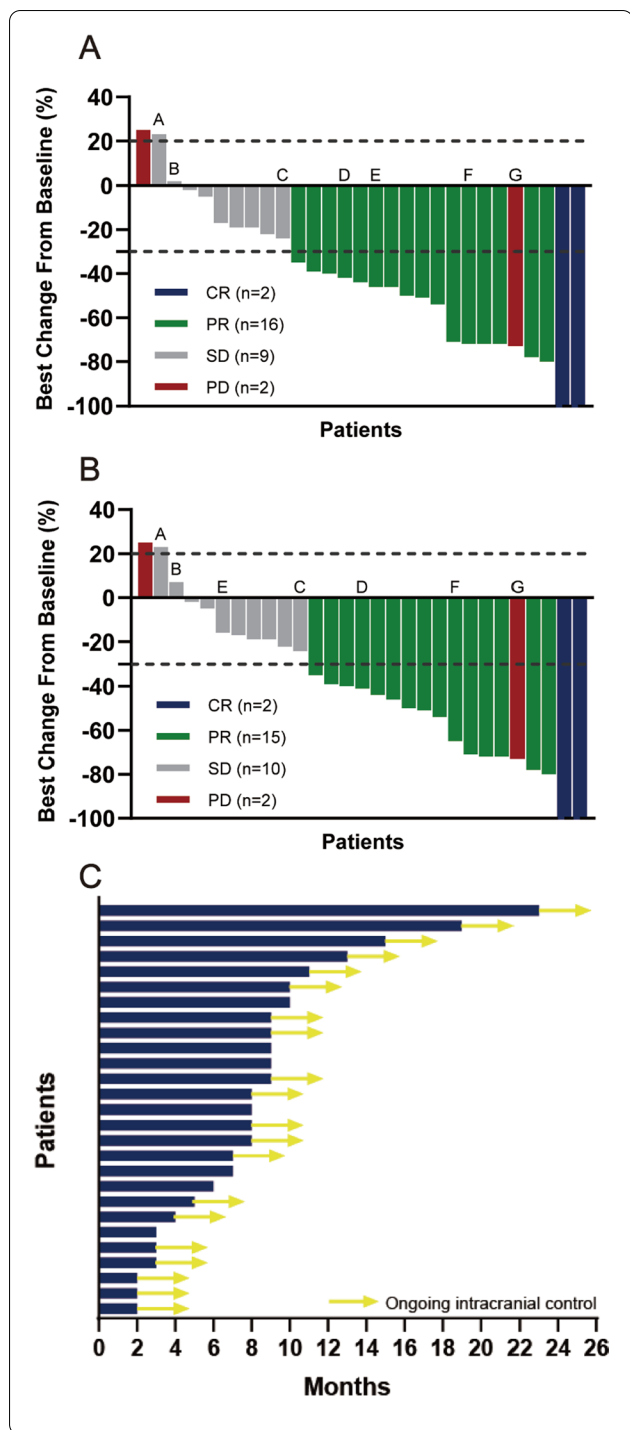 A
Best Change From Baseline (%)
40
20
0
-20
-40
-60
-80
-100
A
B
C
D
E
F
G
CR (n=2)
PR (n=16)
SD (n=9)
PD (n=2)
Patients
B
Best Change From Baseline (%)
40
20
0
-20
-40
-60
-80
-100
A
B
E
C
D
F
G
CR (n=2)
PR (n=15)
SD (n=10)
PD (n=2)
Patients
C
Patients
Ongoing intracranial control
0 2 4 6 8 10 12 14 16 18 20 22 24 26
Months